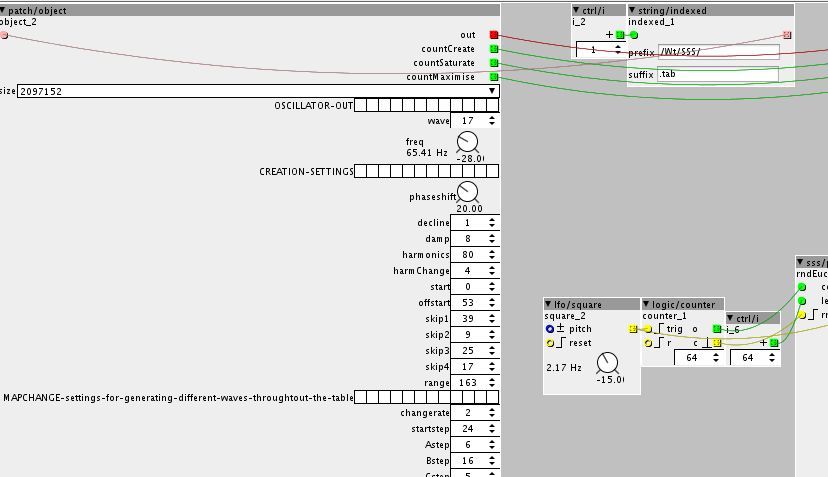 patch/object
object_2
out
countCreate
countSaturate
countMaximise
size 2097152
OSCILLATOR-OUT
wave 17
freq
65.41 Hz
-28.0
CREATION-SETTINGS
phaseshift
20.00
decline 1
damp 8
harmonics 80
harmChange 4
start 0
offstart 53
skip1 39
skip2 9
skip3 25
skip4 17
range 163
MAPCHANGE-settings-for-generating-different-waves-throughtout-the-table
changerate 2
startstep 24
Astep 6
Bstep 16
Cstep 5
ctrl/i
i_2
+
1
string/indexed
indexed_1
prefix /Wt/SSS/
suffix .tab
lfo/square
square_2
± pitch
reset
2.17 Hz
-15.0
logic/counter
counter_1
trig o
r c
64
ctrl/i
i_6
+
64
sss/
rndEuc
le